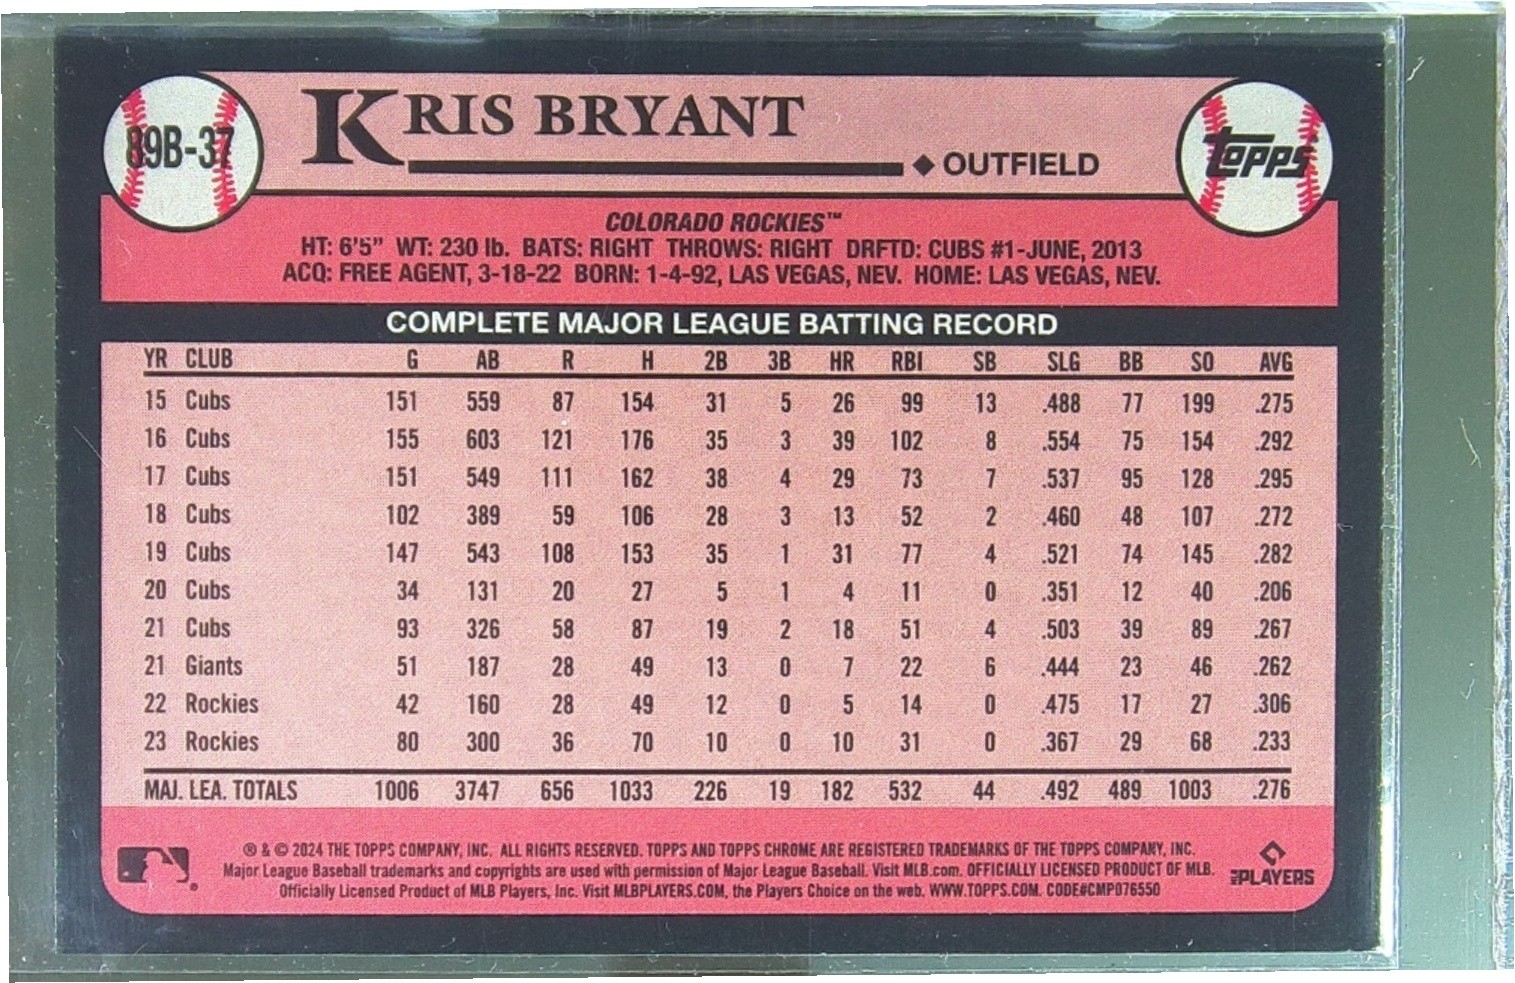 89B-37
KRIS BRYANT
◆ OUTFIELD
TOPPS
COLORADO ROCKIES™
HT: 6'5" WT: 230 lb. BATS: RIGHT THROWS: RIGHT DRFTD: CUBS #1-JUNE, 2013
ACQ: FREE AGENT, 3-18-22 BORN: 1-4-92, LAS VEGAS, NEV. HOME: LAS VEGAS, NEV.
COMPLETE MAJOR LEAGUE BATTING RECORD
YR CLUB G AB R H 2B 3B HR RBI SB SLG BB SO AVG
15 Cubs 151 559 87 154 31 5 26 99 13 .488 77 199 .275
16 Cubs 155 603 121 176 35 3 39 102 8 .554 75 154 .292
17 Cubs 151 549 111 162 38 4 29 73 7 .537 95 128 .295
18 Cubs 102 389 59 106 28 3 13 52 2 .460 48 107 .272
19 Cubs 147 543 108 153 35 1 31 77 4 .521 74 145 .282
20 Cubs 34 131 20 27 5 1 4 11 0 .351 12 40 .206
21 Cubs 93 326 58 87 19 2 18 51 4 .503 39 89 .267
21 Giants 51 187 28 49 13 0 7 22 6 .444 23 46 .262
22 Rockies 42 160 28 49 12 0 5 14 0 .475 17 27 .306
23 Rockies 80 300 36 70 10 0 10 31 0 .367 29 68 .233
MAJ. LEA. TOTALS 1006 3747 656 1033 226 19 182 532 44 .492 489 1003 .276
® & © 2024 THE TOPPS COMPANY, INC. ALL RIGHTS RESERVED. TOPPS AND TOPPS CHROME ARE REGISTERED TRADEMARKS OF THE TOPPS COMPANY, INC.
Major League Baseball trademarks and copyrights are used with permission of Major League Baseball. Visit MLB.com. OFFICIALLY LICENSED PRODUCT OF MLB.
Officially Licensed Product of MLB Players, Inc. Visit MLBPLAYERS.COM, the Players Choice on the web. WWW.TOPPS.COM. CODE#CMP076550
MLB PLAYERS